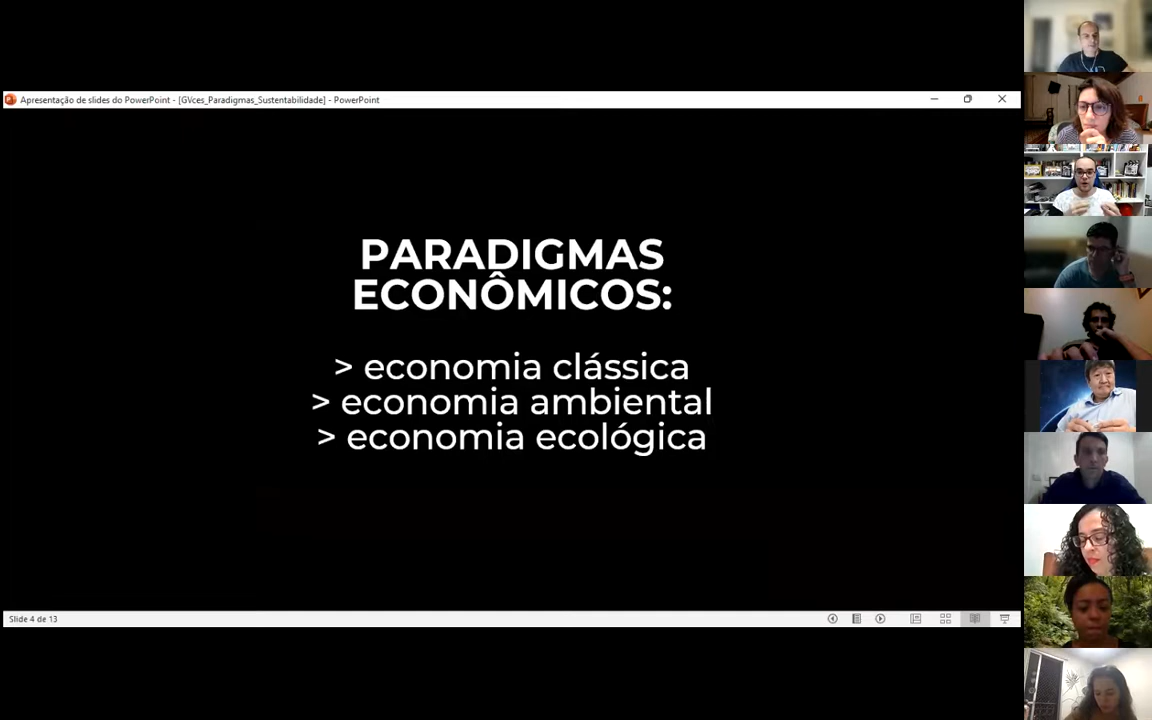 Apresentação de slides do PowerPoint - [GVces_Paradigmas_Sustentabilidade] - PowerPoint
PARADIGMAS
ECONÔMICOS:
> economia clássica
> economia ambiental
> economia ecológica
Slide 4 de 13